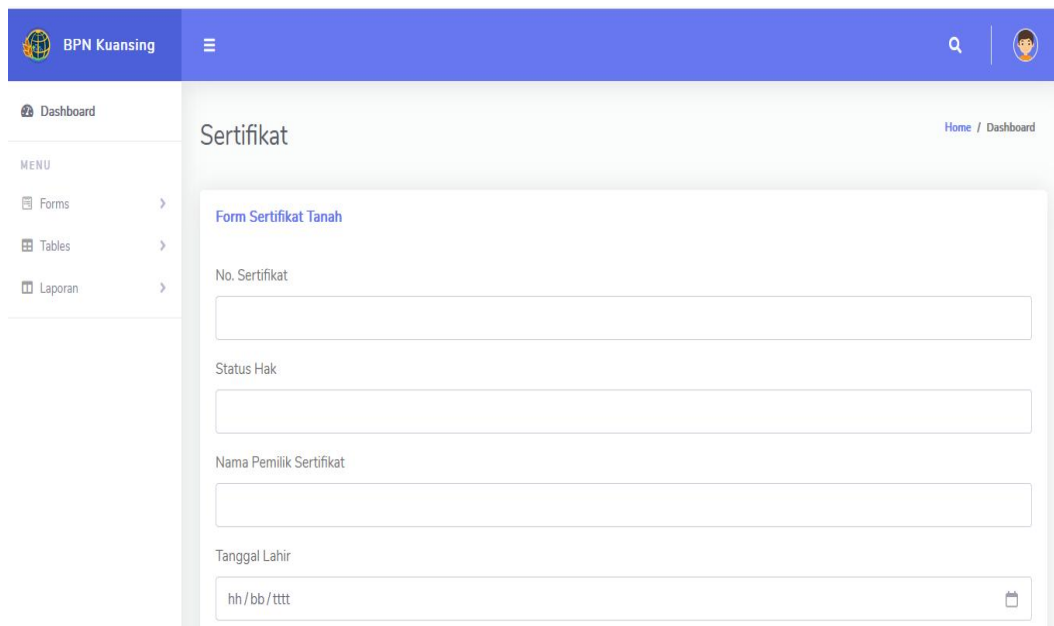 BPN Kuansing
Dashboard
MENU
Forms
Tables
Laporan
Sertifikat
Home / Dashboard
Form Sertifikat Tanah
No. Sertifikat
Status Hak
Nama Pemilik Sertifikat
Tanggal Lahir
hh/bb/tttt